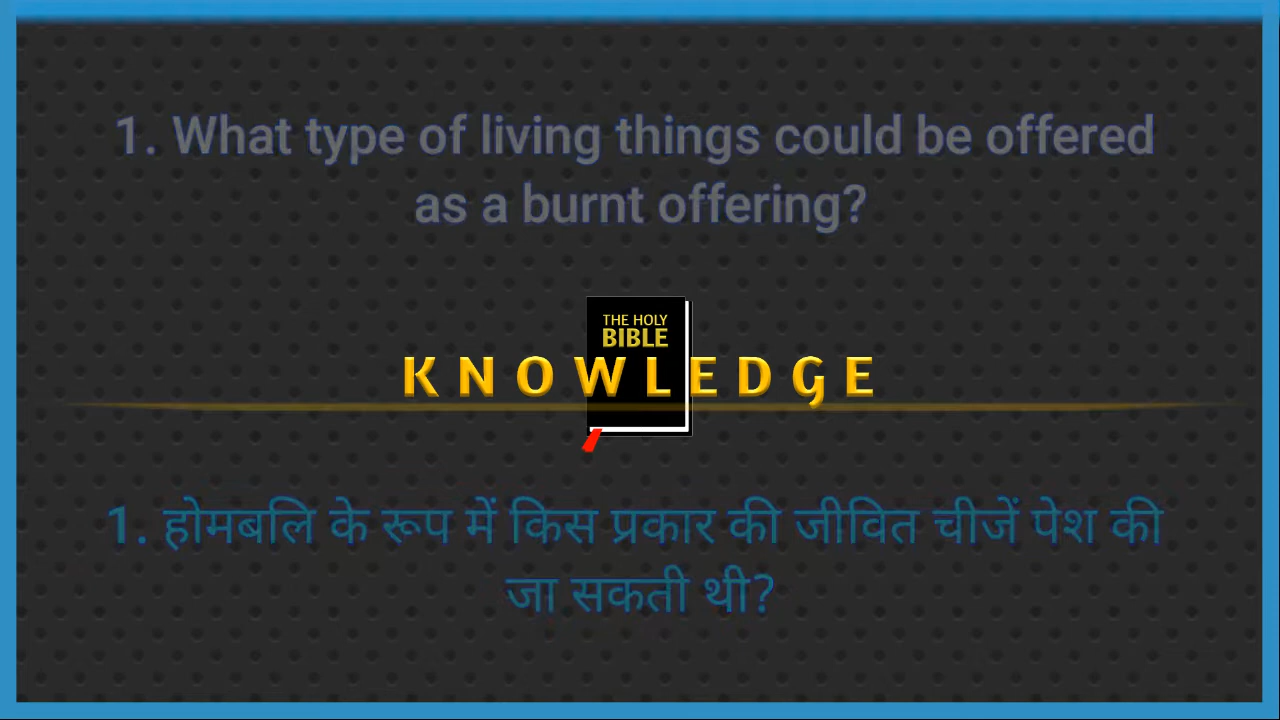 1. What type of living things could be offered
as a burnt offering?
THE HOLY
BIBLE
KNOWLEDGE
1. होमबलि के रूप में किस प्रकार की जीवित चीजें पेश की
जा सकती थी?